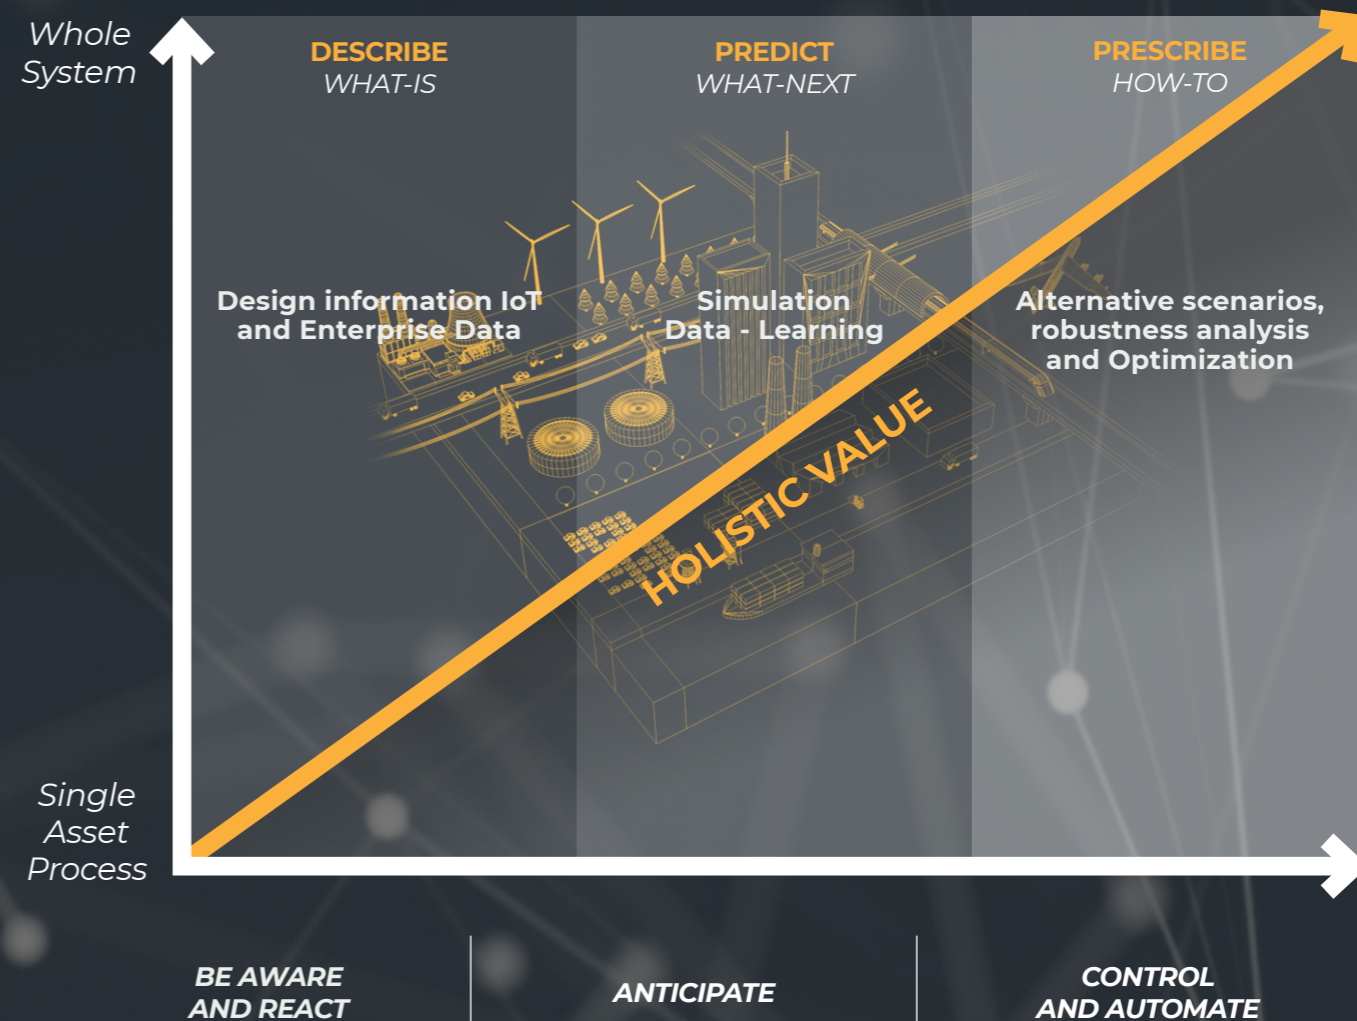 Whole
System
DESCRIBE
WHAT-IS
PREDICT
WHAT-NEXT
PRESCRIBE
HOW-TO
Design information IoT
and Enterprise Data
Simulation
Data - Learning
Alternative scenarios,
robustness analysis
and Optimization
HOLISTIC VALUE
Single
Asset
Process
BE AWARE
AND REACT
ANTICIPATE
CONTROL
AND AUTOMATE